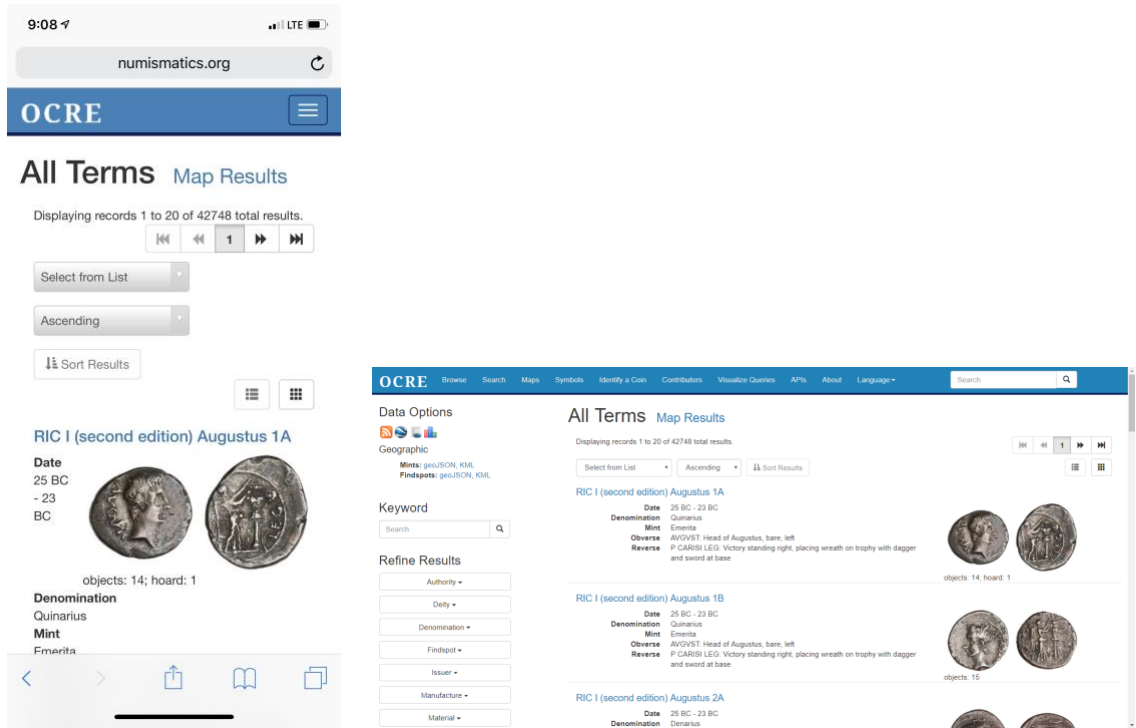 9:08
LTE
numismatics.org
OCRE
All Terms Map Results
Displaying records 1 to 20 of 42748 total results.
1
Select from List
Ascending
Sort Results
RIC I (second edition) Augustus 1A
Date
25 BC
- 23
BC
objects: 14; hoard: 1
Denomination
Quinarius
Mint
Emerita
OCRE Browse Search Maps Symbols Identify a Coin Contributors Visualize Queries APIs About Language Search
Data Options
Geographic
Mints: geoJSON, KML
Findspots: geoJSON, KML
Keyword
Search
Refine Results
Authority
Deity
Denomination
Findspot
Issuer
Manufacture
Material
All Terms Map Results
Displaying records 1 to 20 of 42748 total results.
1
Select from List Ascending Sort Results
RIC I (second edition) Augustus 1A
Date 25 BC - 23 BC
Denomination Quinarius
Mint Emerita
Obverse AVGVST: Head of Augustus, bare, left
Reverse P CARISI LEG: Victory standing right, placing wreath on trophy with dagger
and sword at base
objects: 14; hoard: 1
RIC I (second edition) Augustus 1B
Date 25 BC - 23 BC
Denomination Quinarius
Mint Emerita
Obverse AVGVST: Head of Augustus, bare, left
Reverse P CARISI LEG: Victory standing right, placing wreath on trophy with dagger
and sword at base
objects: 15
RIC I (second edition) Augustus 2A
Date 25 BC - 23 BC
Denomination Denarius